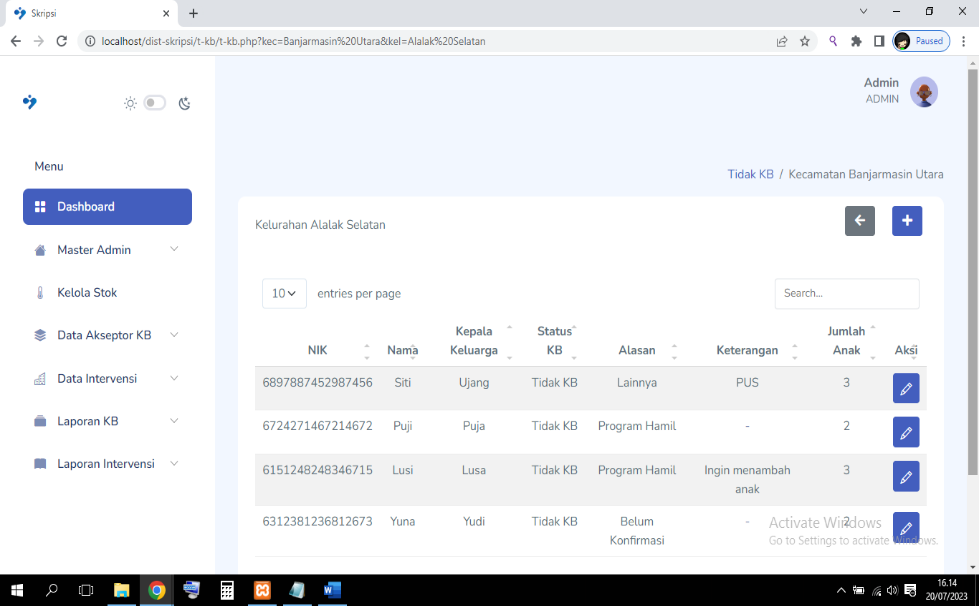 Skripsi
localhost/dist-skripsi/t-kb/t-kb.php?kec=Banjarmasin%20Utara&kel=Alalak%20Selatan
Paused
Admin
ADMIN
Menu
Tidak KB / Kecamatan Banjarmasin Utara
Dashboard
Master Admin
Kelola Stok
Data Akseptor KB
Data Intervensi
Laporan KB
Laporan Intervensi
Kelurahan Alalak Selatan
10 entries per page
Search...
NIK Nama Kepala Keluarga Status KB Alasan Keterangan Jumlah Anak Aksi
6897887452987456 Siti Ujang Tidak KB Lainnya PUS 3
6724271467214672 Puji Puja Tidak KB Program Hamil - 2
6151248248346715 Lusi Lusa Tidak KB Program Hamil Ingin menambah anak 3
6312381236812673 Yuna Yudi Tidak KB Belum Konfirmasi - 2
Activate Windows
Go to Settings to activate Windows.
16.14
20/07/2023